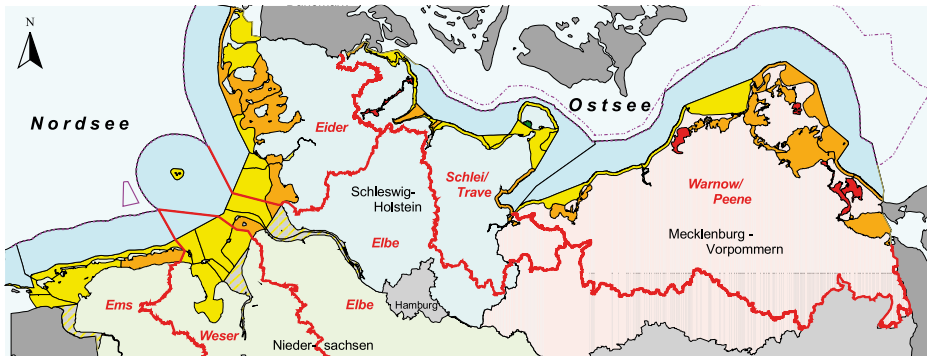 N
Nordsee
Ostsee
Eider
Schlei/
Trave
Schleswig-
Holstein
Warnow/
Peene
Mecklenburg -
Vorpommern
Elbe
Ems
Elbe
Hamburg
Weser
Nieder- sachsen